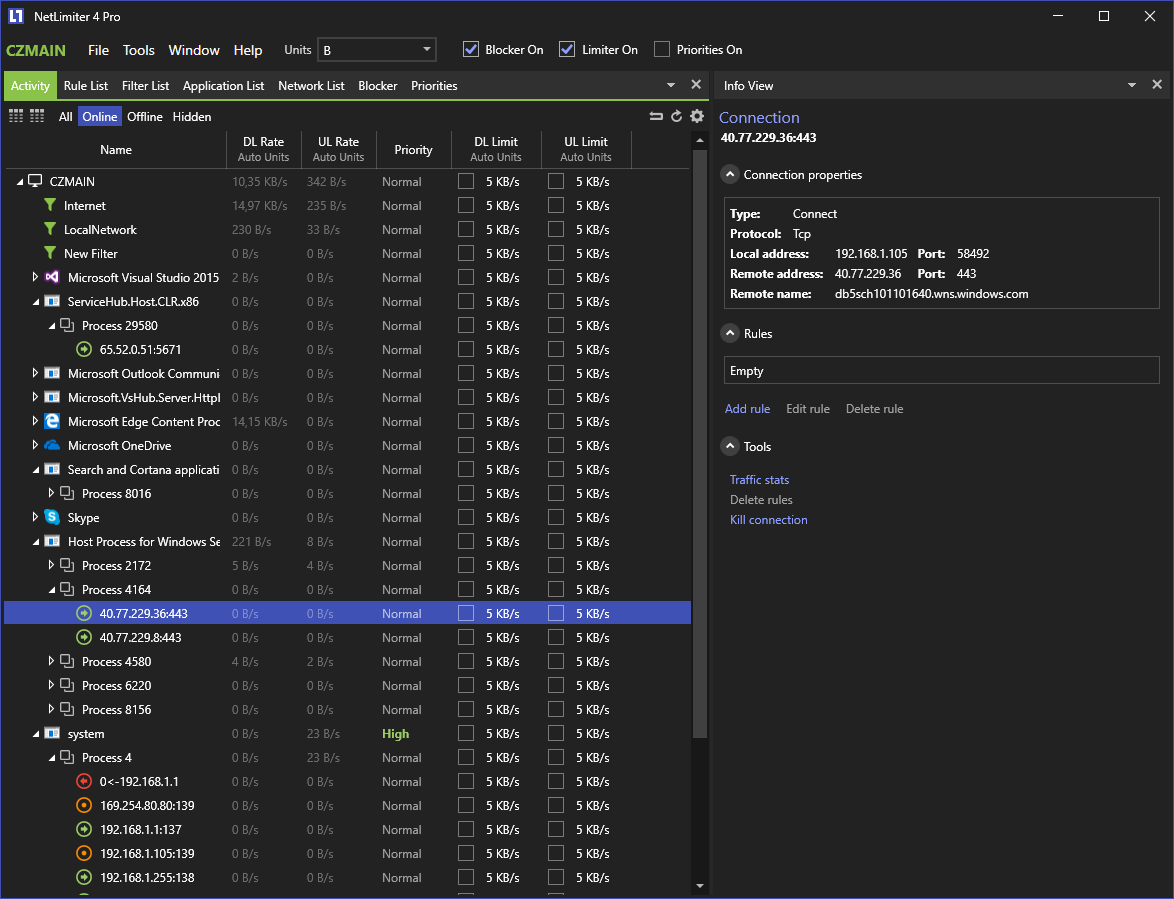 NetLimiter 4 Pro
CZMAIN File Tools Window Help Units B Blocker On Limiter On Priorities On
Activity Rule List Filter List Application List Network List Blocker Priorities
All Online Offline Hidden
Name DL Rate UL Rate Priority DL Limit UL Limit
Auto Units Auto Units Auto Units Auto Units
CZMAIN 10,35 KB/s 342 B/s Normal 5 KB/s 5 KB/s
Internet 14,97 KB/s 235 B/s Normal 5 KB/s 5 KB/s
LocalNetwork 230 B/s 33 B/s Normal 5 KB/s 5 KB/s
New Filter 0 B/s 0 B/s Normal 5 KB/s 5 KB/s
Microsoft Visual Studio 2015 2 B/s 0 B/s Normal 5 KB/s 5 KB/s
ServiceHub.Host.CLR.x86 0 B/s 0 B/s Normal 5 KB/s 5 KB/s
Process 29580 0 B/s 0 B/s Normal 5 KB/s 5 KB/s
65.52.0.51:5671 0 B/s 0 B/s Normal 5 KB/s 5 KB/s
Microsoft Outlook Communi 0 B/s 0 B/s Normal 5 KB/s 5 KB/s
Microsoft.VsHub.Server.HttpI 0 B/s 0 B/s Normal 5 KB/s 5 KB/s
Microsoft Edge Content Proc 14,15 KB/s 0 B/s Normal 5 KB/s 5 KB/s
Microsoft OneDrive 0 B/s 0 B/s Normal 5 KB/s 5 KB/s
Search and Cortana applicati 0 B/s 0 B/s Normal 5 KB/s 5 KB/s
Process 8016 0 B/s 0 B/s Normal 5 KB/s 5 KB/s
Skype 0 B/s 0 B/s Normal 5 KB/s 5 KB/s
Host Process for Windows Se 221 B/s 8 B/s Normal 5 KB/s 5 KB/s
Process 2172 5 B/s 4 B/s Normal 5 KB/s 5 KB/s
Process 4164 0 B/s 0 B/s Normal 5 KB/s 5 KB/s
40.77.229.36:443 0 B/s 0 B/s Normal 5 KB/s 5 KB/s
40.77.229.8:443 0 B/s 0 B/s Normal 5 KB/s 5 KB/s
Process 4580 4 B/s 2 B/s Normal 5 KB/s 5 KB/s
Process 6220 0 B/s 0 B/s Normal 5 KB/s 5 KB/s
Process 8156 0 B/s 0 B/s Normal 5 KB/s 5 KB/s
system 0 B/s 23 B/s High 5 KB/s 5 KB/s
Process 4 0 B/s 23 B/s Normal 5 KB/s 5 KB/s
0<-192.168.1.1 0 B/s 0 B/s Normal 5 KB/s 5 KB/s
169.254.80.80:139 0 B/s 0 B/s Normal 5 KB/s 5 KB/s
192.168.1.1:137 0 B/s 0 B/s Normal 5 KB/s 5 KB/s
192.168.1.105:139 0 B/s 0 B/s Normal 5 KB/s 5 KB/s
192.168.1.255:138 0 B/s 0 B/s Normal 5 KB/s 5 KB/s
Info View
Connection
40.77.229.36:443
Connection properties
Type: Connect
Protocol: Tcp
Local address: 192.168.1.105 Port: 58492
Remote address: 40.77.229.36 Port: 443
Remote name: db5sch101101640.wns.windows.com
Rules
Empty
Add rule Edit rule Delete rule
Tools
Traffic stats
Delete rules
Kill connection